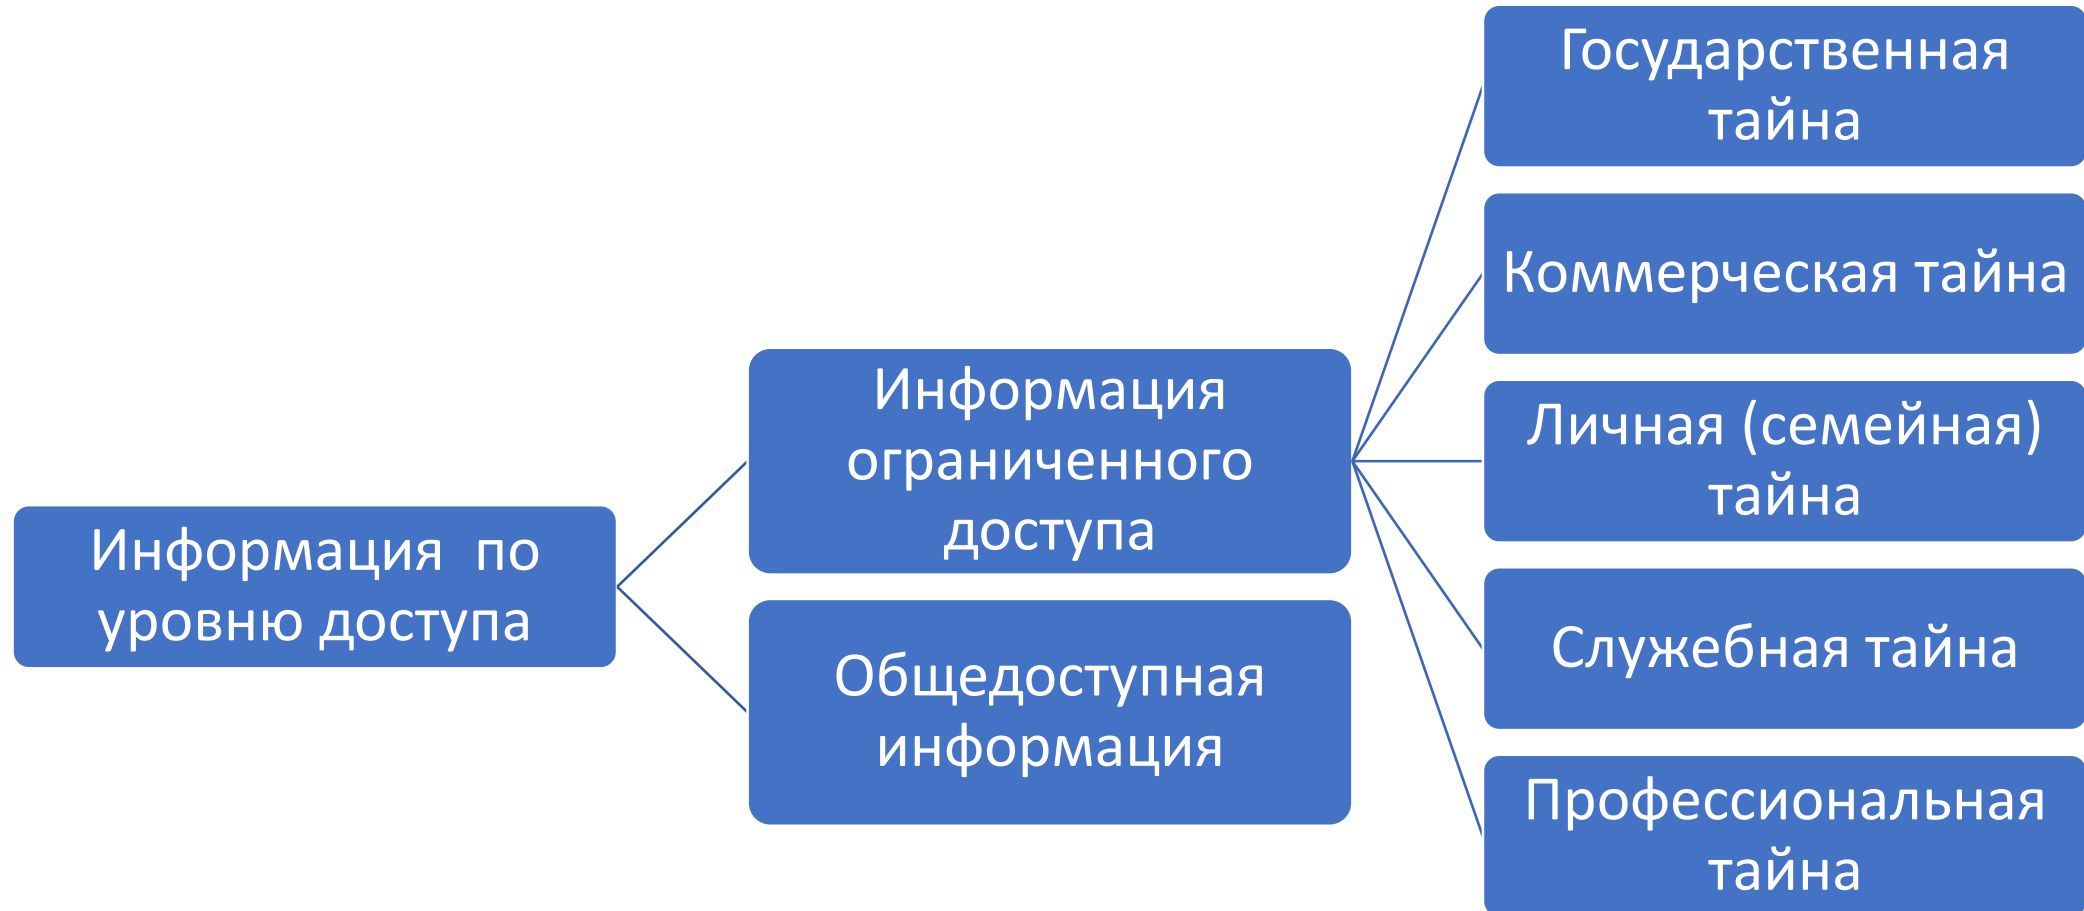 Информация по
уровню доступа
Информация
ограниченного
доступа
Общедоступная
информация
Государственная
тайна
Коммерческая тайна
Личная (семейная)
тайна
Служебная тайна
Профессиональная
тайна